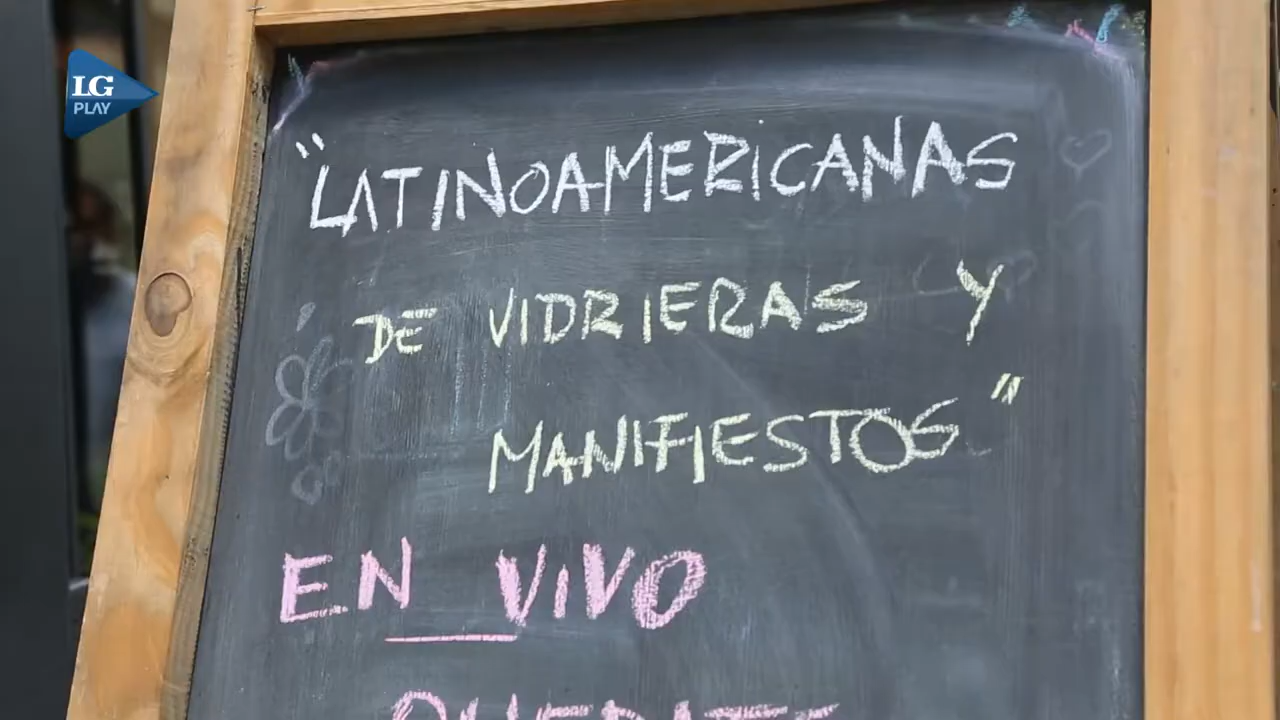 LG
PLAY
"LATINOAMERICANAS
DE VIDRIERAS Y
MANIFIESTOS"
EN VIVO